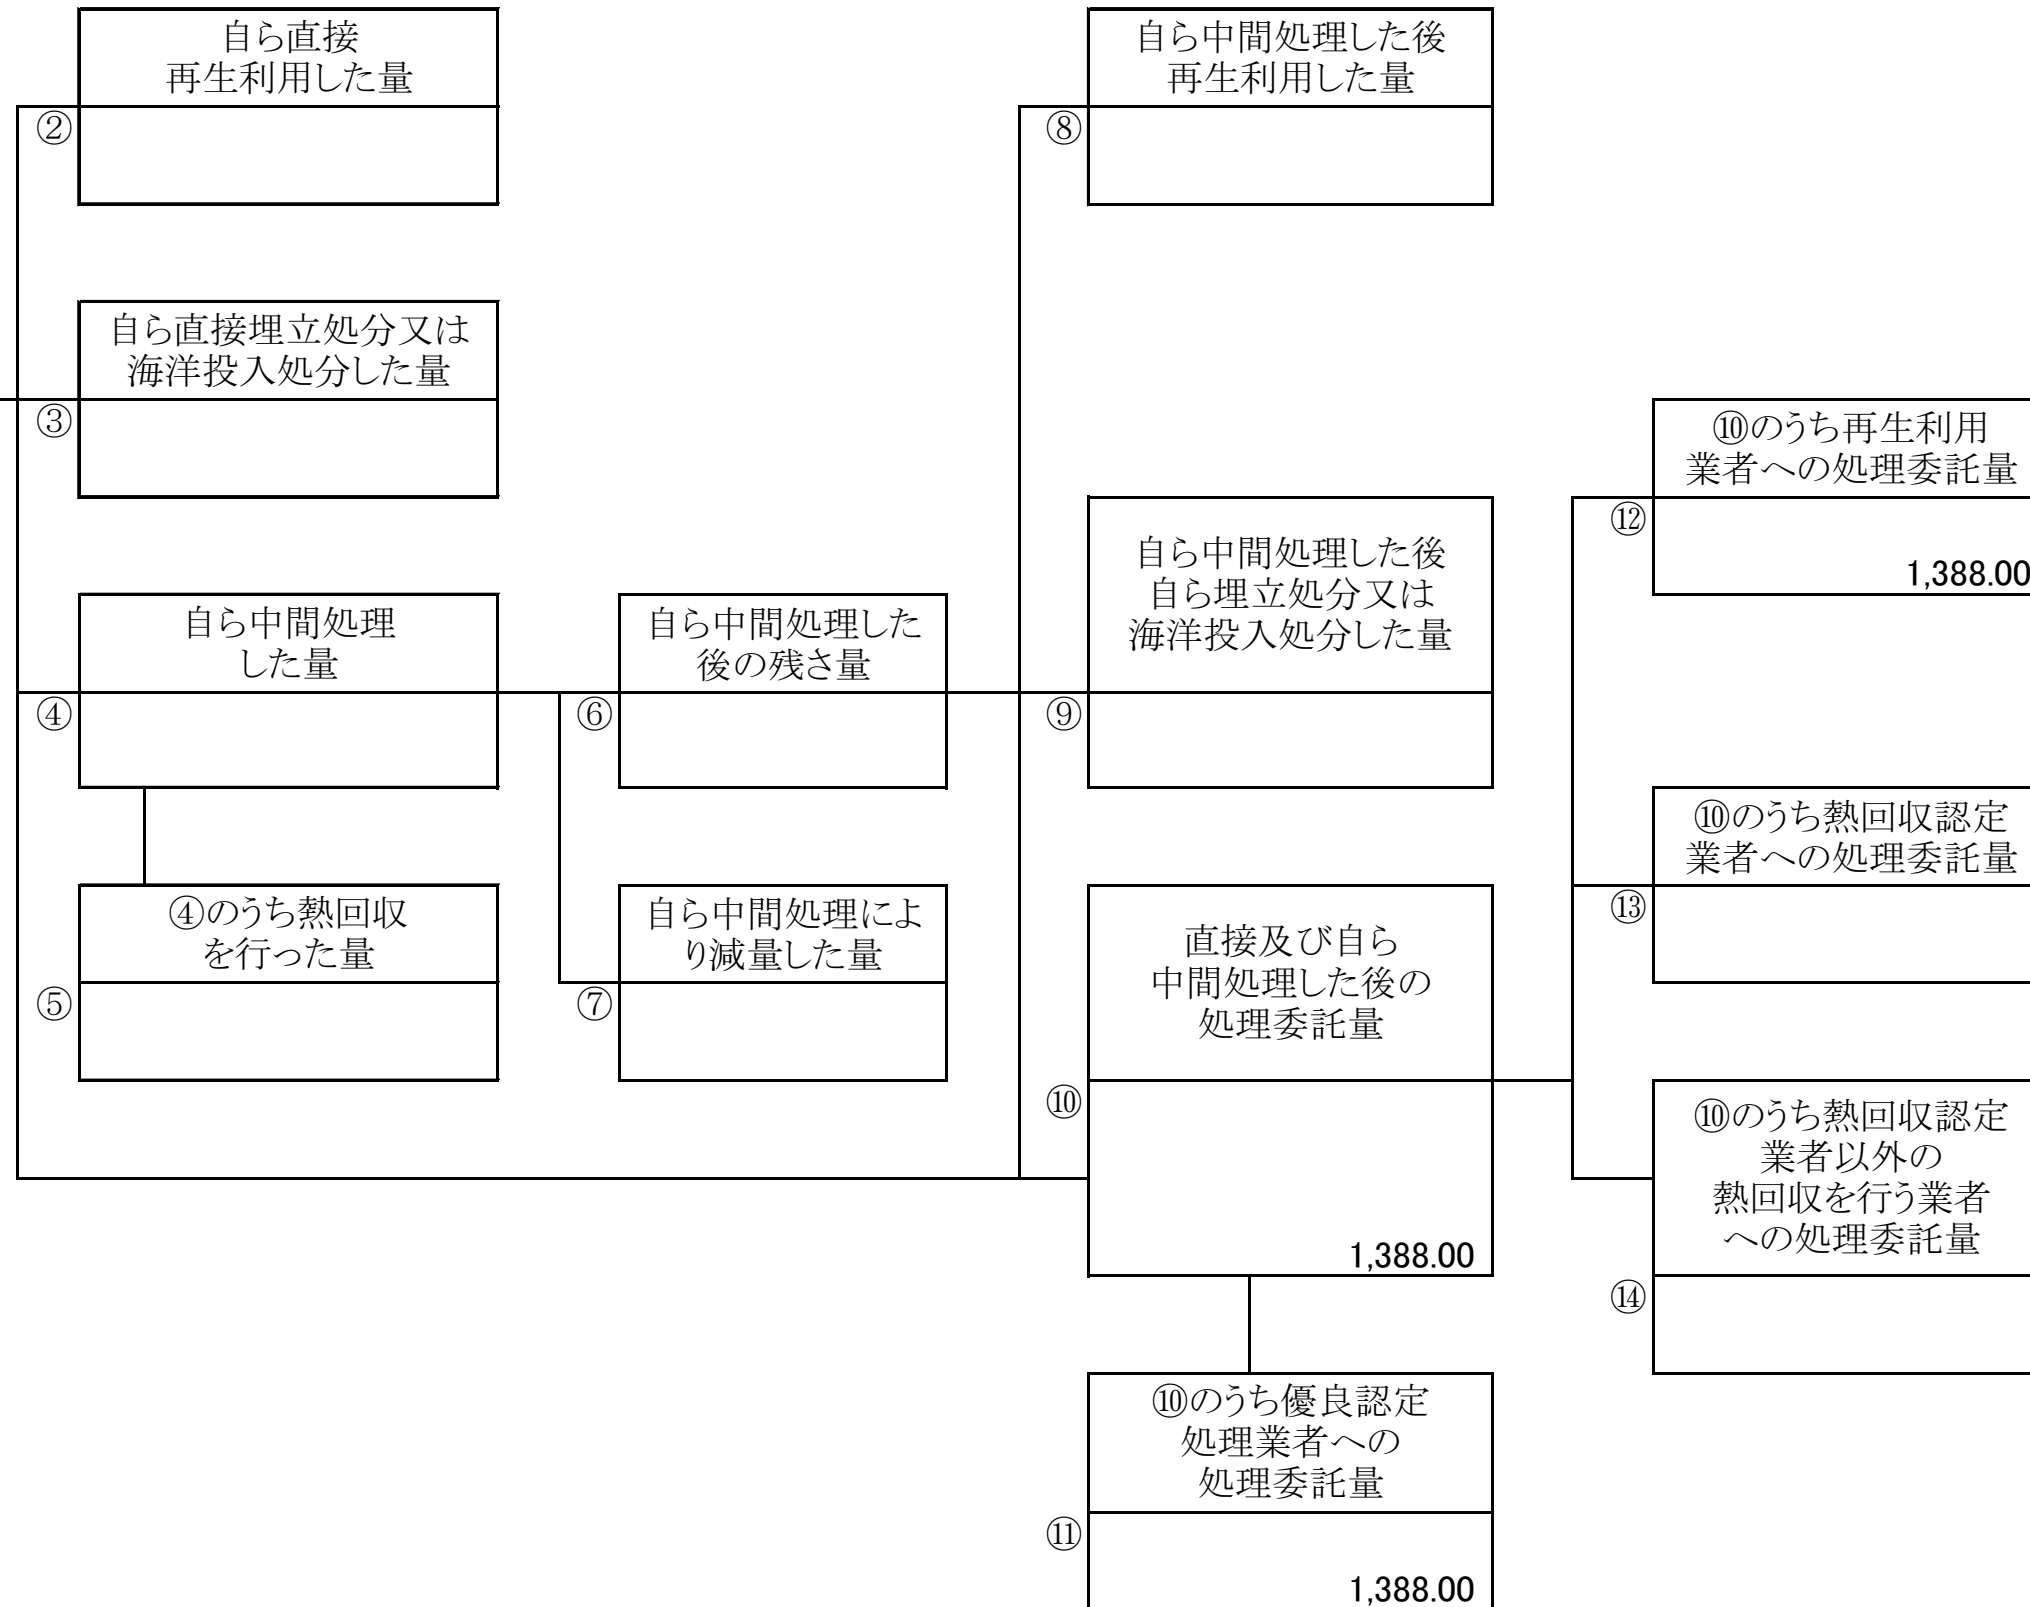 自ら直接
再生利用した量
②
自ら直接埋立処分又は
海洋投入処分した量
③
自ら中間処理
した量
④
④のうち熱回収
を行った量
⑤
自ら中間処理した
後の残さ量
⑥
自ら中間処理によ
り減量した量
⑦
自ら中間処理した後
再生利用した量
⑧
自ら中間処理した後
自ら埋立処分又は
海洋投入処分した量
⑨
直接及び自ら
中間処理した後の
処理委託量
⑩
1,388.00
⑩のうち優良認定
処理業者への
処理委託量
⑪
1,388.00
⑩のうち再生利用
業者への処理委託量
⑫
1,388.00
⑩のうち熱回収認定
業者への処理委託量
⑬
⑩のうち熱回収認定
業者以外の
熱回収を行う業者
への処理委託量
⑭